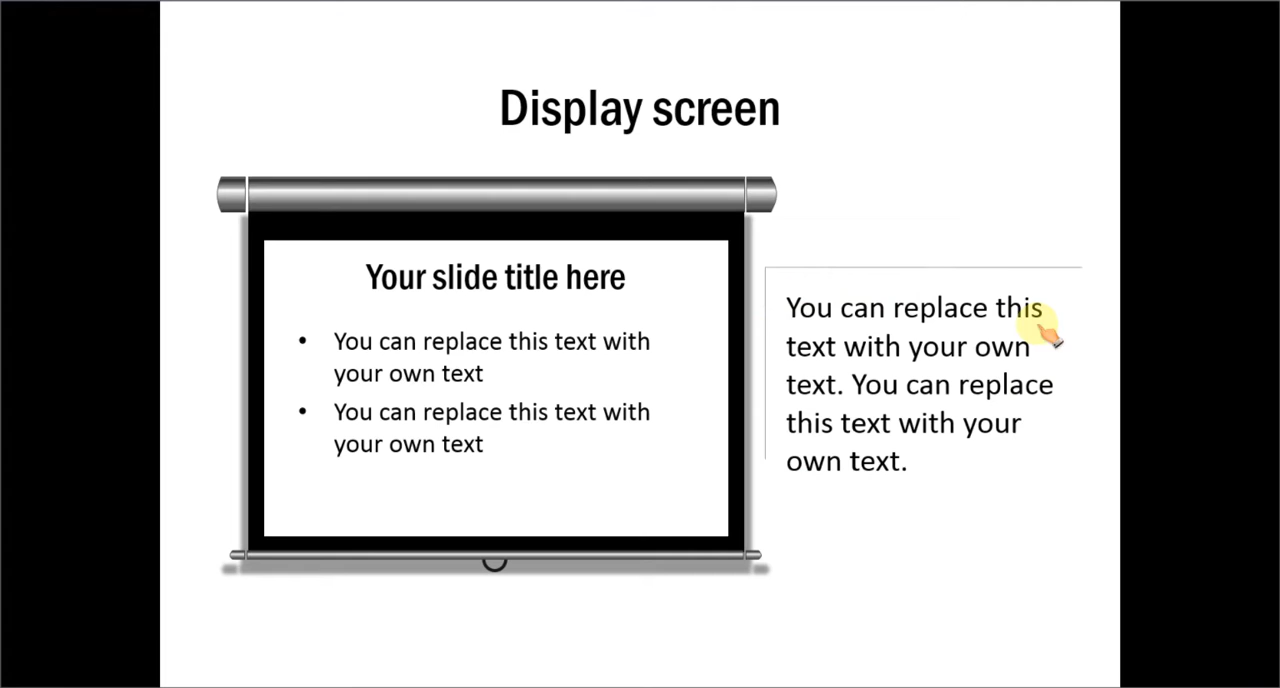 Display screen
Your slide title here
• You can replace this text with
your own text
• You can replace this text with
your own text
You can replace this
text with your own
text. You can replace
this text with your
own text.